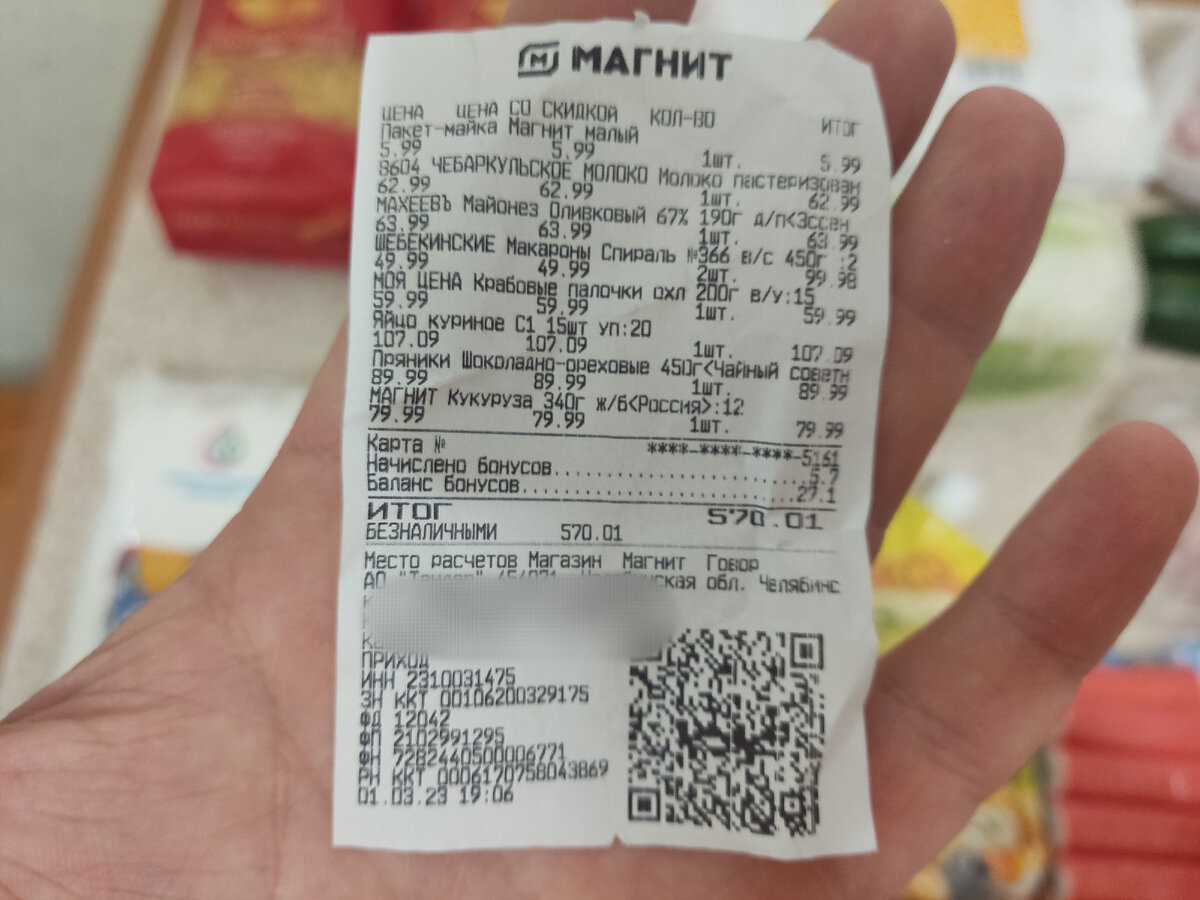 МАГНИТ
ЦЕНА ЦЕНА СО СКИДКОЙ КОЛ-ВО ИТОГ
Пакет-майка Магнит малый
5.99 5.99 1шт. 5.99
8604 ЧЕБАРКУЛЬСКОЕ МОЛОКО Молоко пастеризован
62.99 62.99 1шт. 62.99
МАХЕЕВЪ Майонез Оливковый 67% 190г д/п<Эссен
63.99 63.99 1шт. 63.99
ШЕБЕКИНСКИЕ Макароны Спираль №366 в/с 450г :2
49.99 49.99 2шт. 99.98
МОЯ ЦЕНА Крабовые палочки охл 200г в/у:15
59.99 59.99 1шт. 59.99
Яйцо куриное С1 15шт уп:20
107.09 107.09 1шт. 107.09
Пряники Шоколадно-ореховые 450г<Чайный советн
89.99 89.99 1шт. 89.99
МАГНИТ Кукуруза 340г ж/б<Россия>:12
79.99 79.99 1шт. 79.99
Карта № ****-****-****-5161
Начислено бонусов 5.7
Баланс бонусов 27.1
ИТОГ 570.01
БЕЗНАЛИЧНЫМИ 570.01
Место расчетов Магазин Магнит Говор
АО обл. Челябинс
ПРИХОД
ИНН 2310031475
ЗН ККТ 00106200329175
ФД 12042
ФП 2102991295
ФН 7282440500006771
РН ККТ 0006170758043869
01.03.23 19:06